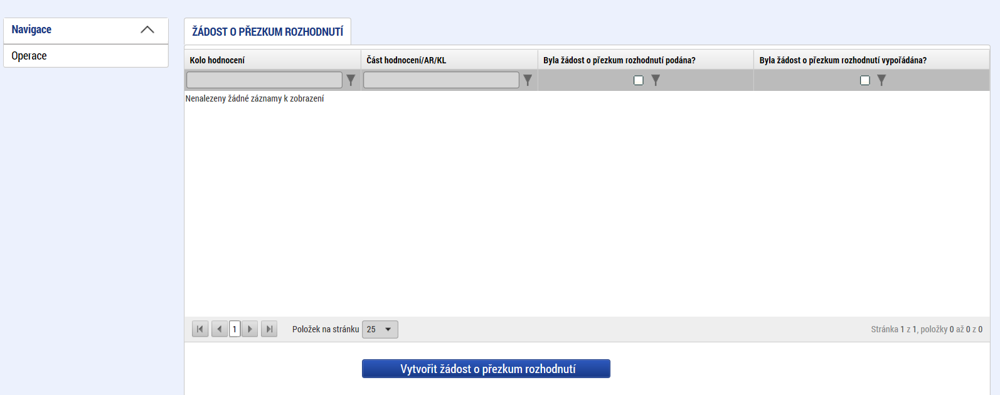 Navigace
Operace
ŽÁDOST O PŘEZKUM ROZHODNUTÍ
Kolo hodnocení Část hodnocení/AR/KL Byla žádost o přezkum rozhodnutí podána? Byla žádost o přezkum rozhodnutí vypořádána?
Nenalezeny žádné záznamy k zobrazení
1 Položek na stránku 25 Stránka 1 z 1, položky 0 až 0 z 0
Vytvořit žádost o přezkum rozhodnutí